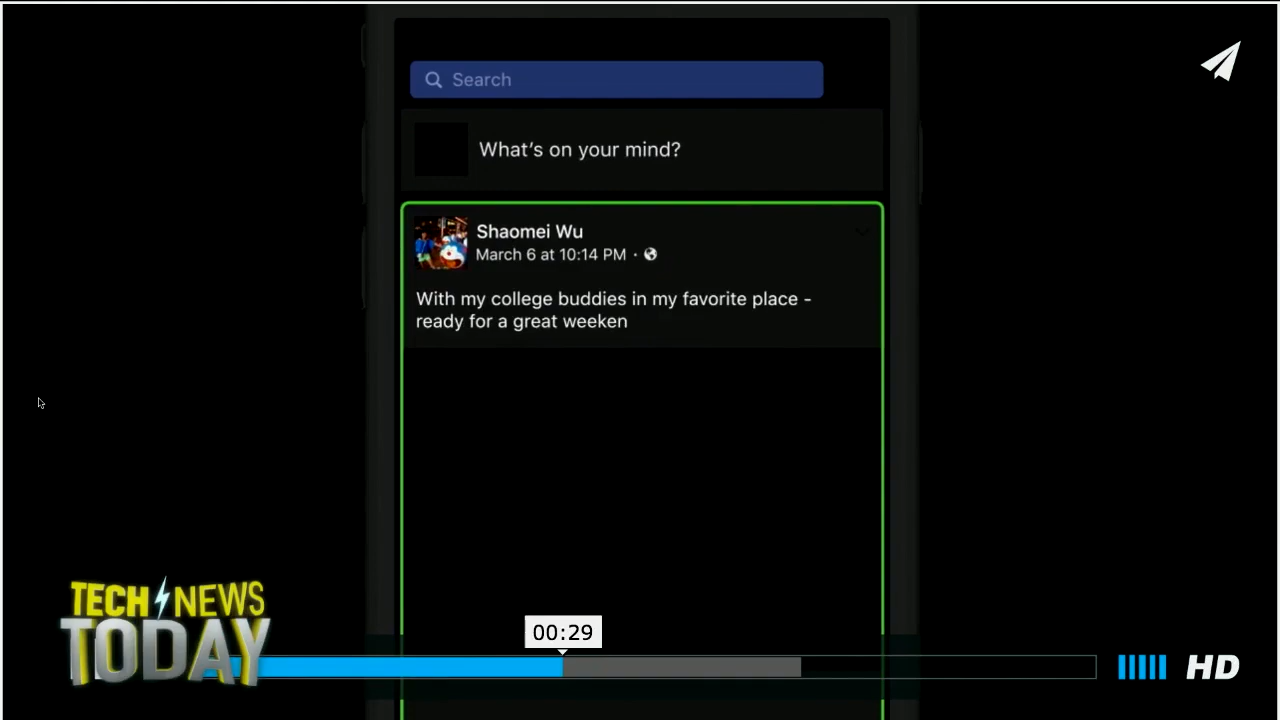 Search
What's on your mind?
Shaomei Wu
March 6 at 10:14 PM ·
With my college buddies in my favorite place -
ready for a great weeken
TECH NEWS
TODAY
00:29
HD